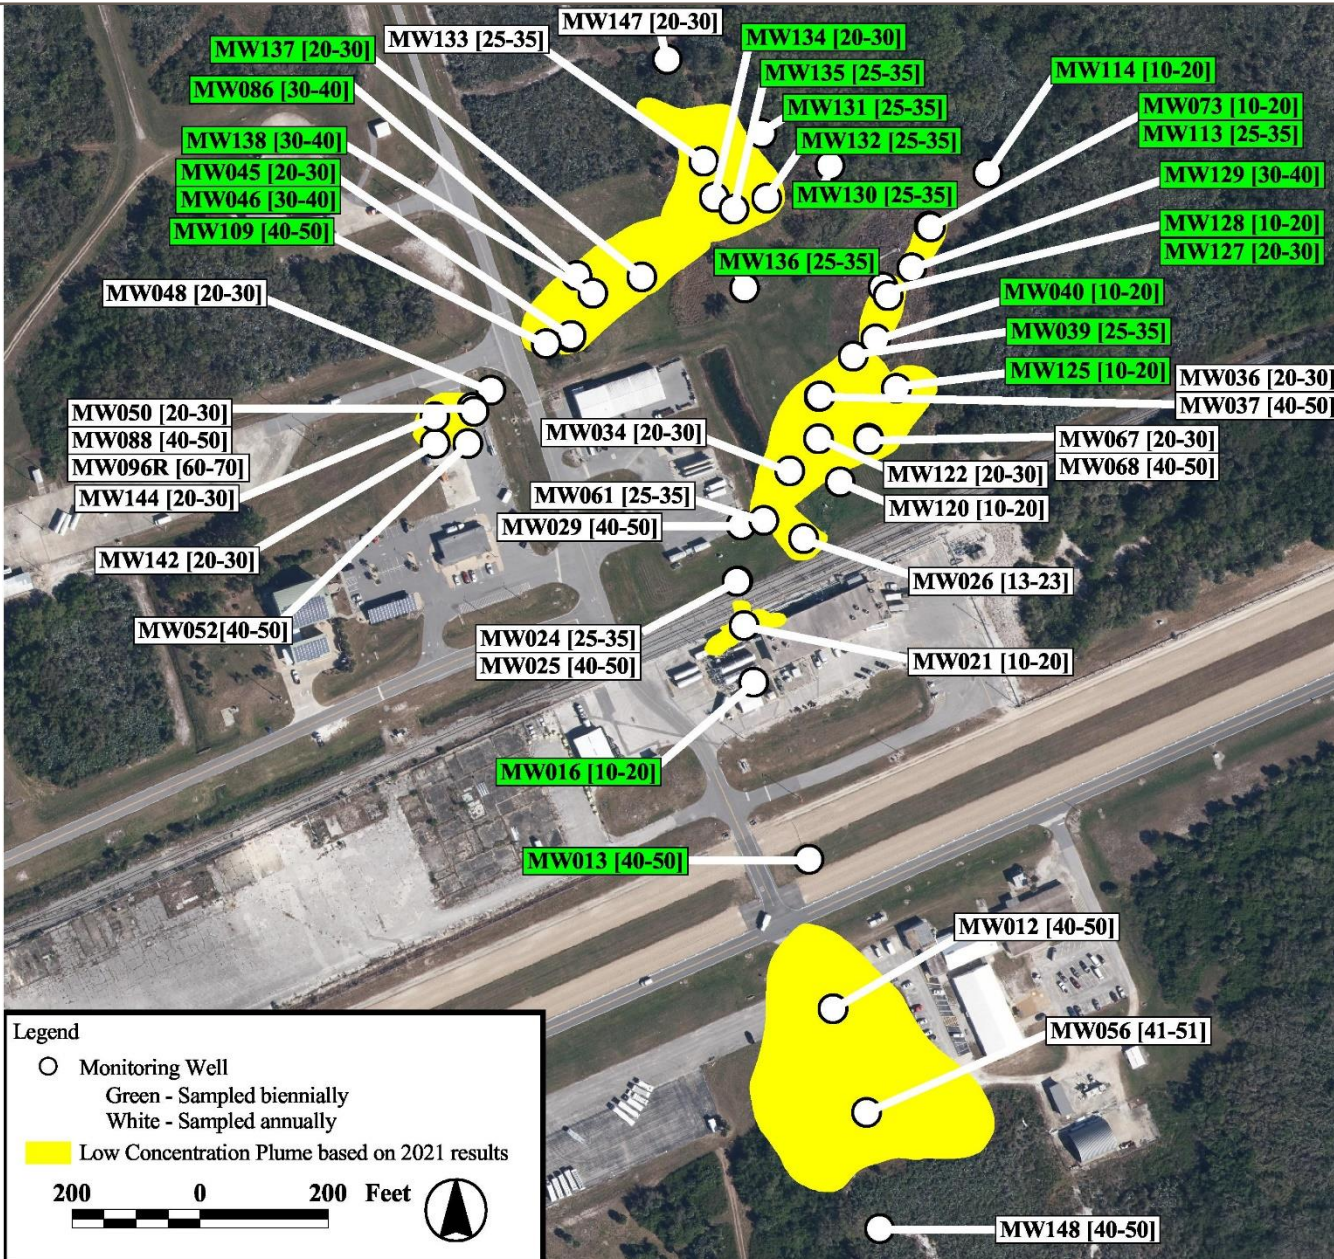 MW147 [20-30]
MW133 [25-35]
MW137 [20-30]
MW134 [20-30]
MW086 [30-40]
MW135 [25-35]
MW114 [10-20]
MW131 [25-35]
MW073 [10-20]
MW113 [25-35]
MW138 [30-40]
MW132 [25-35]
MW045 [20-30]
MW046 [30-40]
MW129 [30-40]
MW130 [25-35]
MW109 [40-50]
MW128 [10-20]
MW127 [20-30]
MW136 [25-35]
MW048 [20-30]
MW040 [10-20]
MW039 [25-35]
MW125 [10-20]
MW036 [20-30]
MW037 [40-50]
MW050 [20-30]
MW088 [40-50]
MW096R [60-70]
MW144 [20-30]
MW034 [20-30]
MW067 [20-30]
MW068 [40-50]
MW122 [20-30]
MW061 [25-35]
MW120 [10-20]
MW029 [40-50]
MW142 [20-30]
MW026 [13-23]
MW052[40-50]
MW024 [25-35]
MW025 [40-50]
MW021 [10-20]
MW016 [10-20]
MW013 [40-50]
MW012 [40-50]
MW056 [41-51]
MW148 [40-50]
Legend
Monitoring Well
Green - Sampled biennially
White - Sampled annually
Low Concentration Plume based on 2021 results
200 0 200 Feet